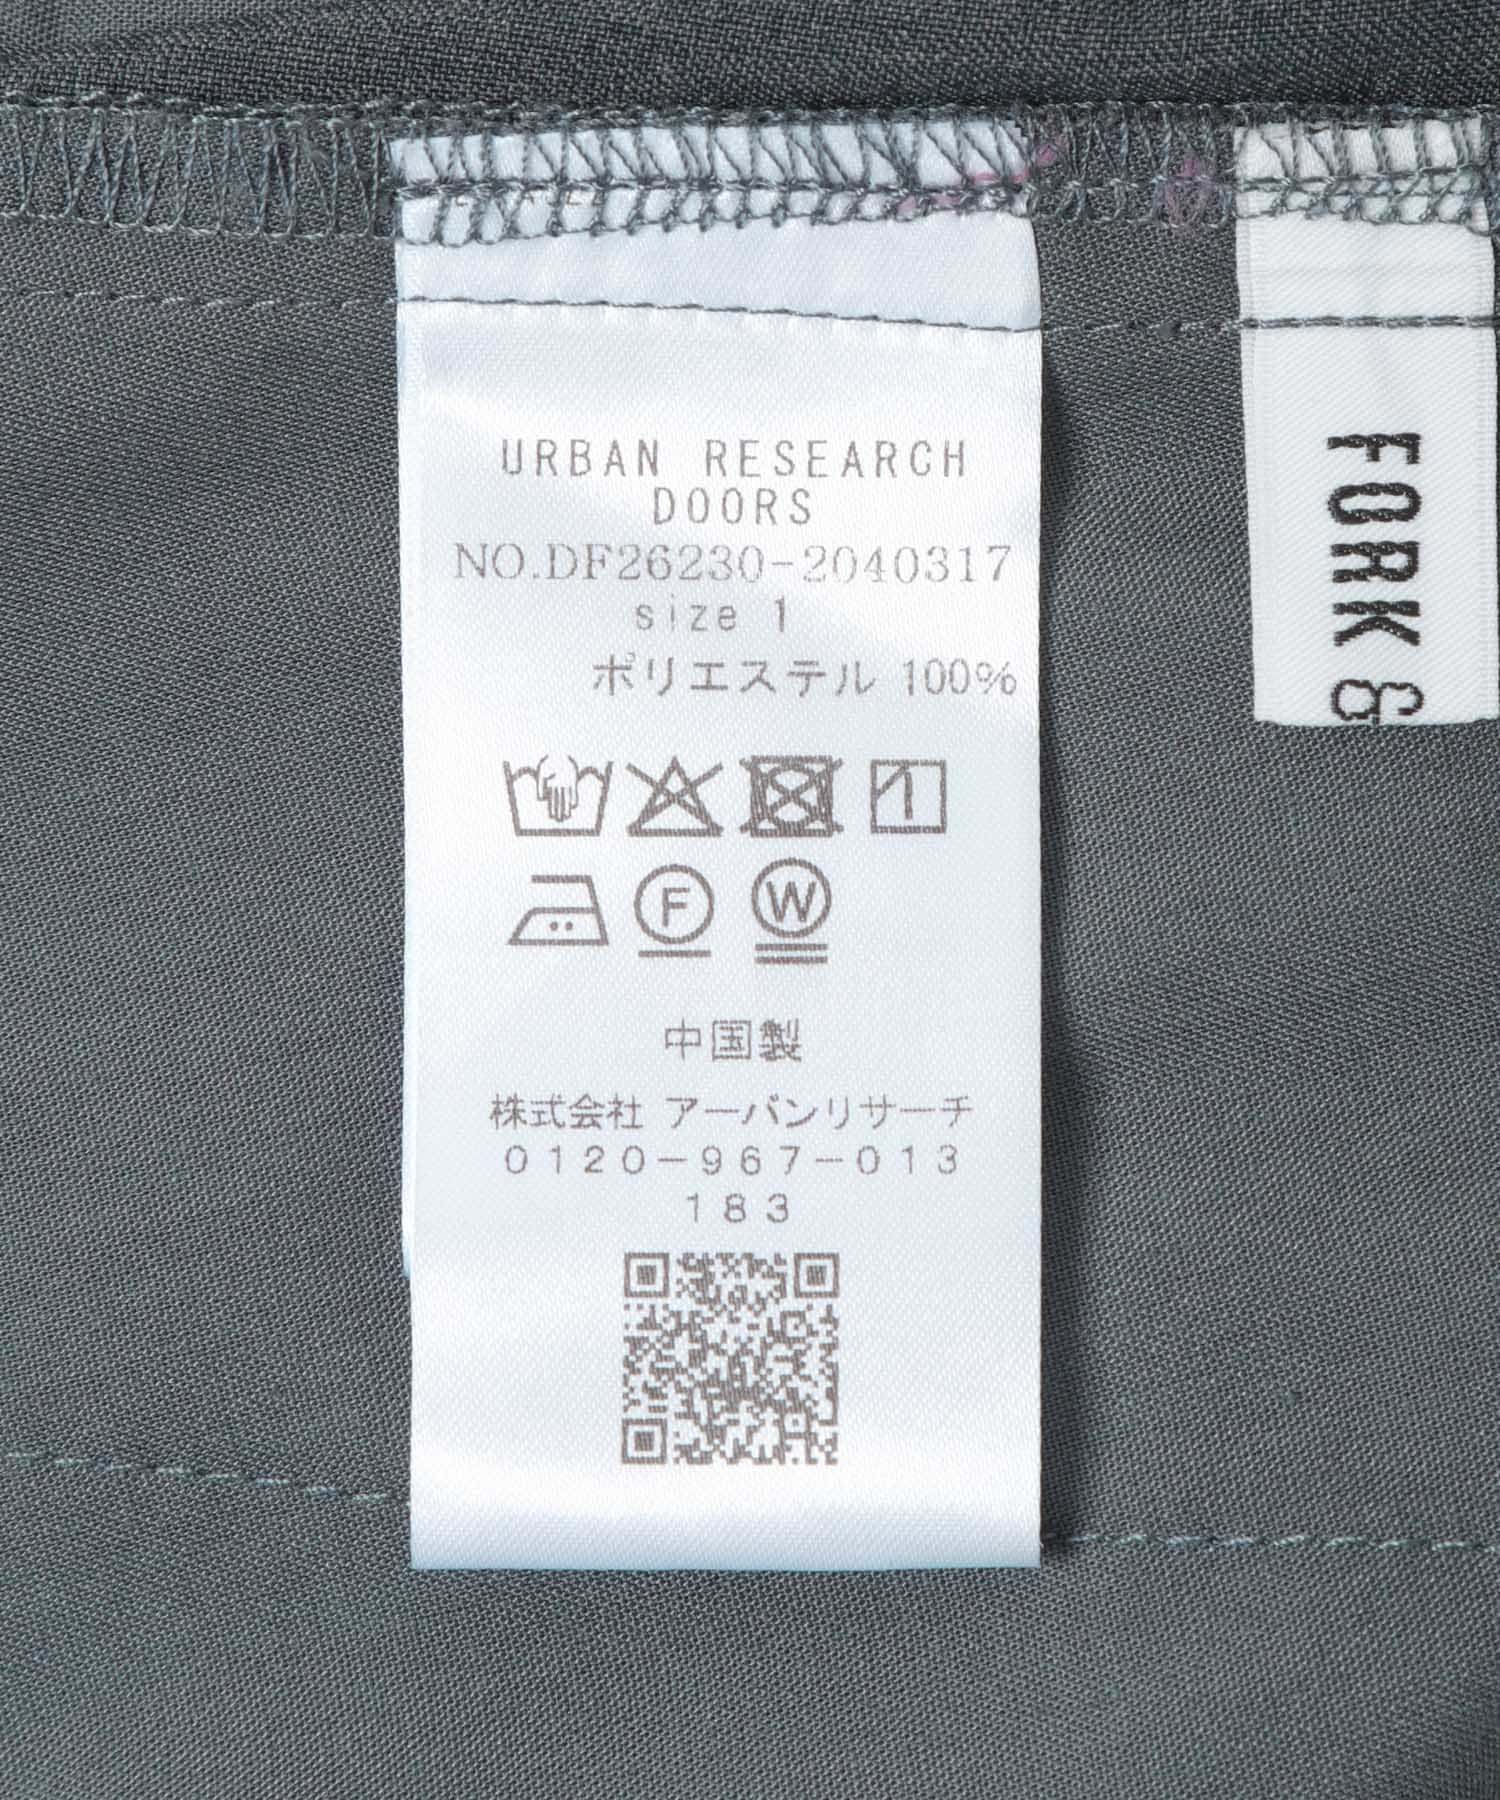 URBAN RESEARCH
DOORS
NO.DF26230-2040317
size 1
ポリエステル 100%
F
W
中国製
株式会社 アーバンリサーチ
0120-967-013
183
FORK &